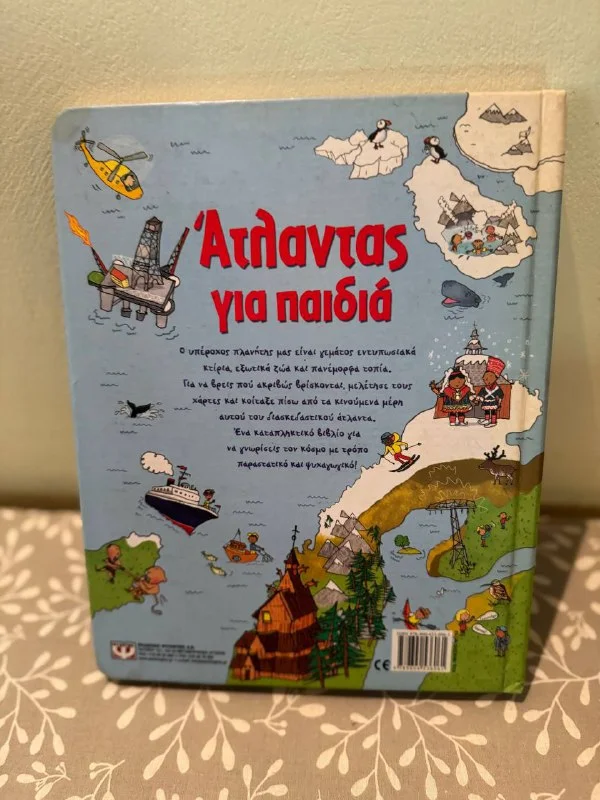 Άτλαντας
για παιδιά
Ο υπέροχος πλανήτης μας είναι γεμάτος εντυπωσιακά
κτίρια, εξωτικά ζώα και πανέμορφα τοπία.
Για να βρεις πού ακριβώς βρίσκονται, μελέτησε τους
χάρτες και κοίταξε πίσω από τα κινούμενα μέρη
αυτού του διασκεδαστικού άτλαντα.
Ένα καταπληκτικό βιβλίο για
να γνωρίσεις τον κόσμο με τρόπο
παραστατικό και ψυχαγωγικό!
CE